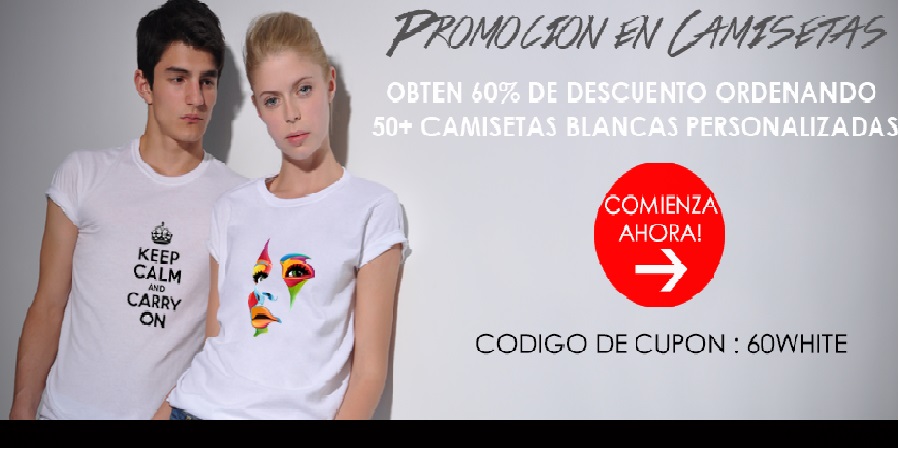 PROMOCION EN CAMISETAS
OBTEN 60% DE DESCUENTO ORDENANDO
50+ CAMISETAS BLANCAS PERSONALIZADAS
COMIENZA
AHORA!
CODIGO DE CUPON : 60WHITE
KEEP
CALM
AND
CARRY
ON